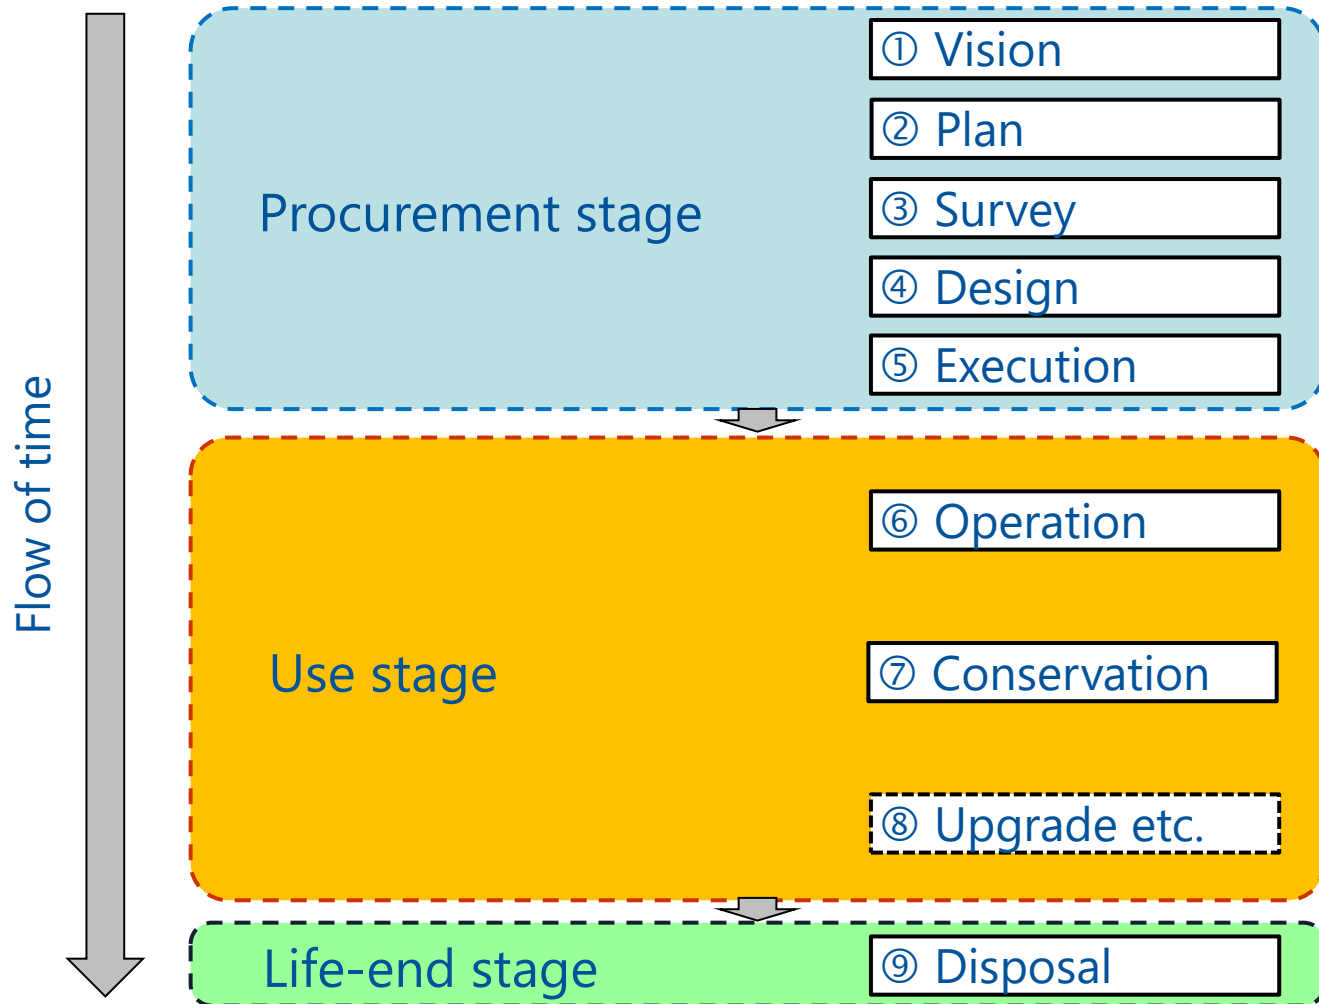 Flow of time
Procurement stage
① Vision
② Plan
③ Survey
④ Design
⑤ Execution
Use stage
⑥ Operation
⑦ Conservation
⑧ Upgrade etc.
Life-end stage
⑨ Disposal